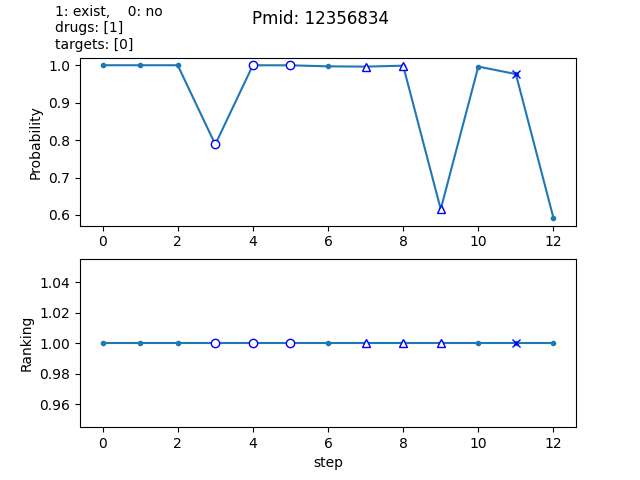 1: exist,    0: no
drugs: [1]
targets: [0]
Pmid: 12356834
1.0
0.9
0.8
0.7
0.6
Probability
0 2 4 6 8 10 12
1.04
1.02
1.00
0.98
0.96
Ranking
0 2 4 6 8 10 12
step